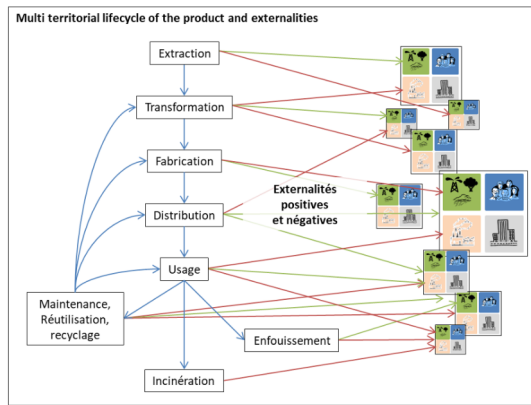 Multi territorial lifecycle of the product and externalities
Extraction
Transformation
Fabrication
Externalités
positives
et négatives
Distribution
Usage
Maintenance,
Réutilisation,
recyclage
Enfouissement
Incinération